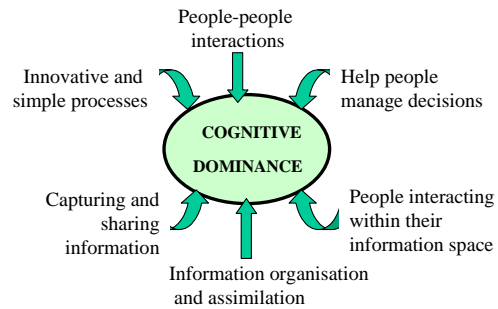 People-people
interactions
Innovative and
simple processes
Help people
manage decisions
COGNITIVE
DOMINANCE
Capturing and
sharing
information
People interacting
within their
information space
Information organisation
and assimilation